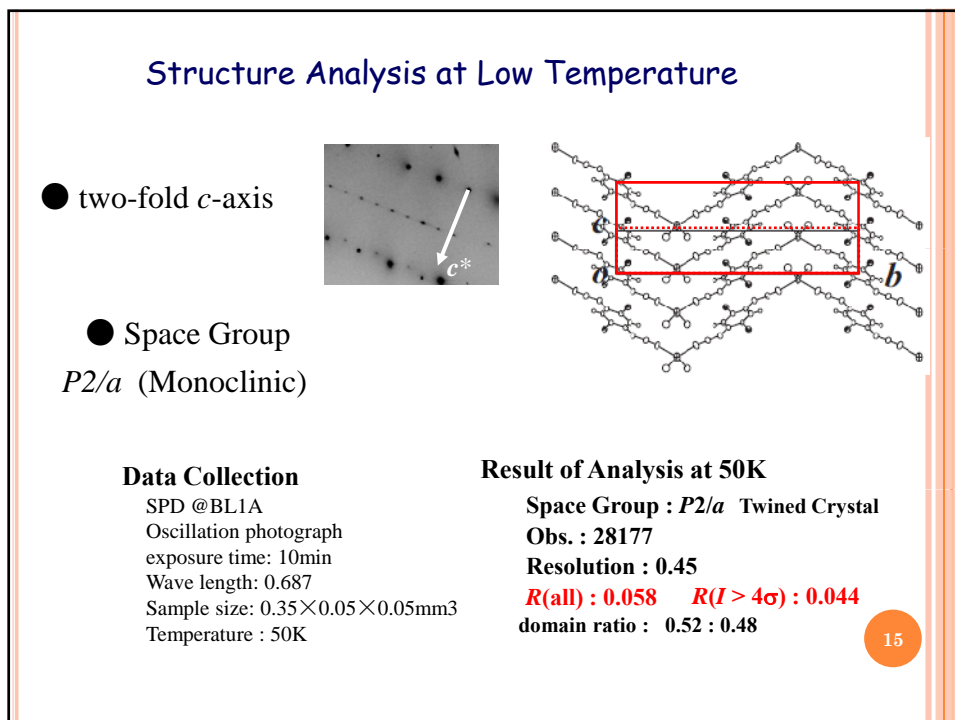 Structure Analysis at Low Temperature
● two-fold c-axis
c*
c
o
b
● Space Group
P2/a (Monoclinic)
Data Collection
SPD @BL1A
Oscillation photograph
exposure time: 10min
Wave length: 0.687
Sample size: 0.35×0.05×0.05mm3
Temperature : 50K
Result of Analysis at 50K
Space Group : P2/a Twined Crystal
Obs. : 28177
Resolution : 0.45
R(all) : 0.058 R(I > 4σ) : 0.044
domain ratio : 0.52 : 0.48
15